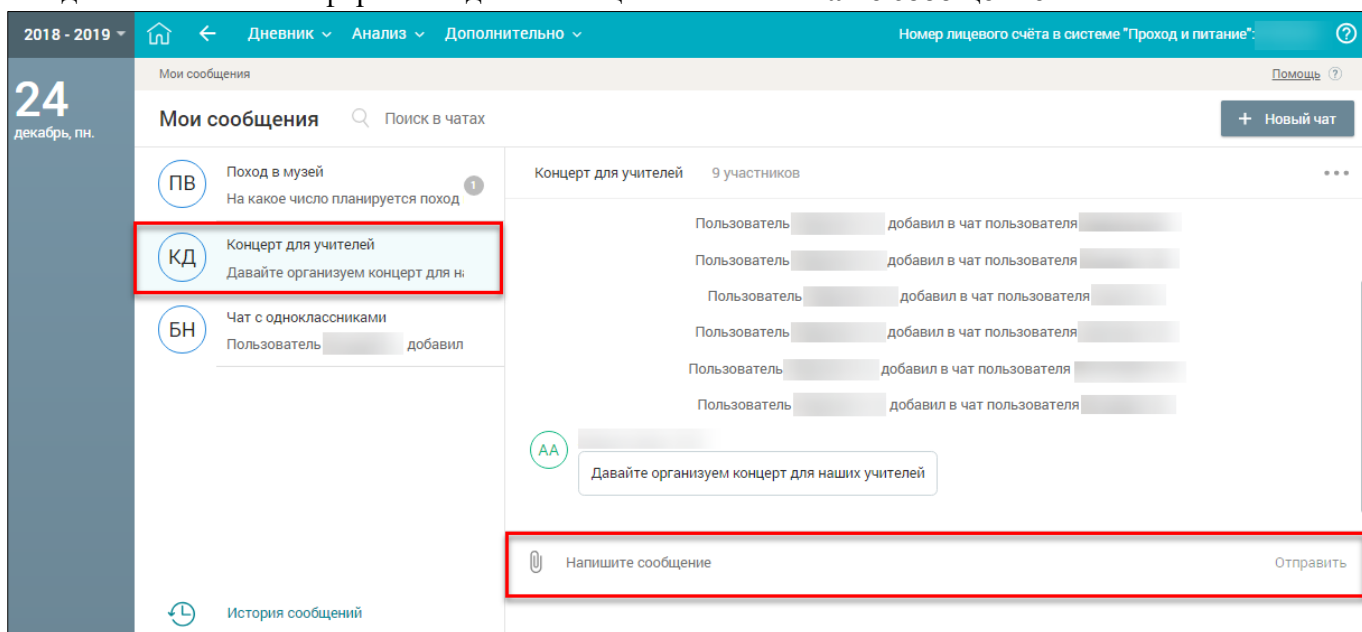 2018 - 2019 Дневник Анализ Дополнительно Номер лицевого счёта в системе "Проход и питание":
24
декабрь, пн.
Мои сообщения Помощь
Мои сообщения Поиск в чатах + Новый чат
ПВ Поход в музей
На какое число планируется поход 1
КД Концерт для учителей
Давайте организуем концерт для н
БН Чат с одноклассниками
Пользователь добавил
История сообщений
Концерт для учителей 9 участников
Пользователь добавил в чат пользователя
Пользователь добавил в чат пользователя
Пользователь добавил в чат пользователя
Пользователь добавил в чат пользователя
Пользователь добавил в чат пользователя
Пользователь добавил в чат пользователя
АА
Давайте организуем концерт для наших учителей
Напишите сообщение Отправить